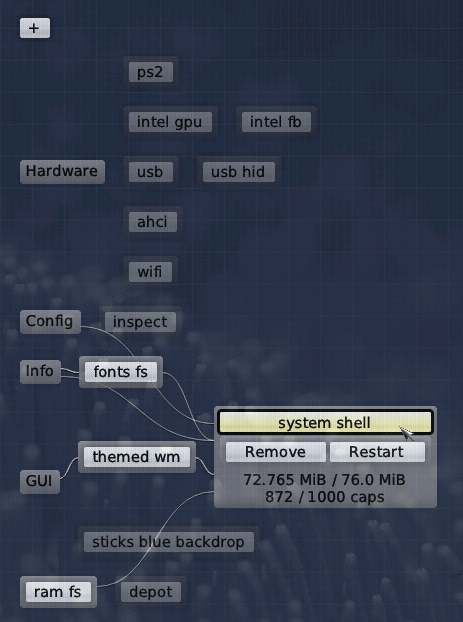 +
ps2
intel gpu intel fb
Hardware usb usb hid
ahci
wifi
Config inspect
Info fonts fs
system shell
Remove Restart
themed wm
72.765 MiB / 76.0 MiB
GUI
872 / 1000 caps
sticks blue backdrop
ram fs depot